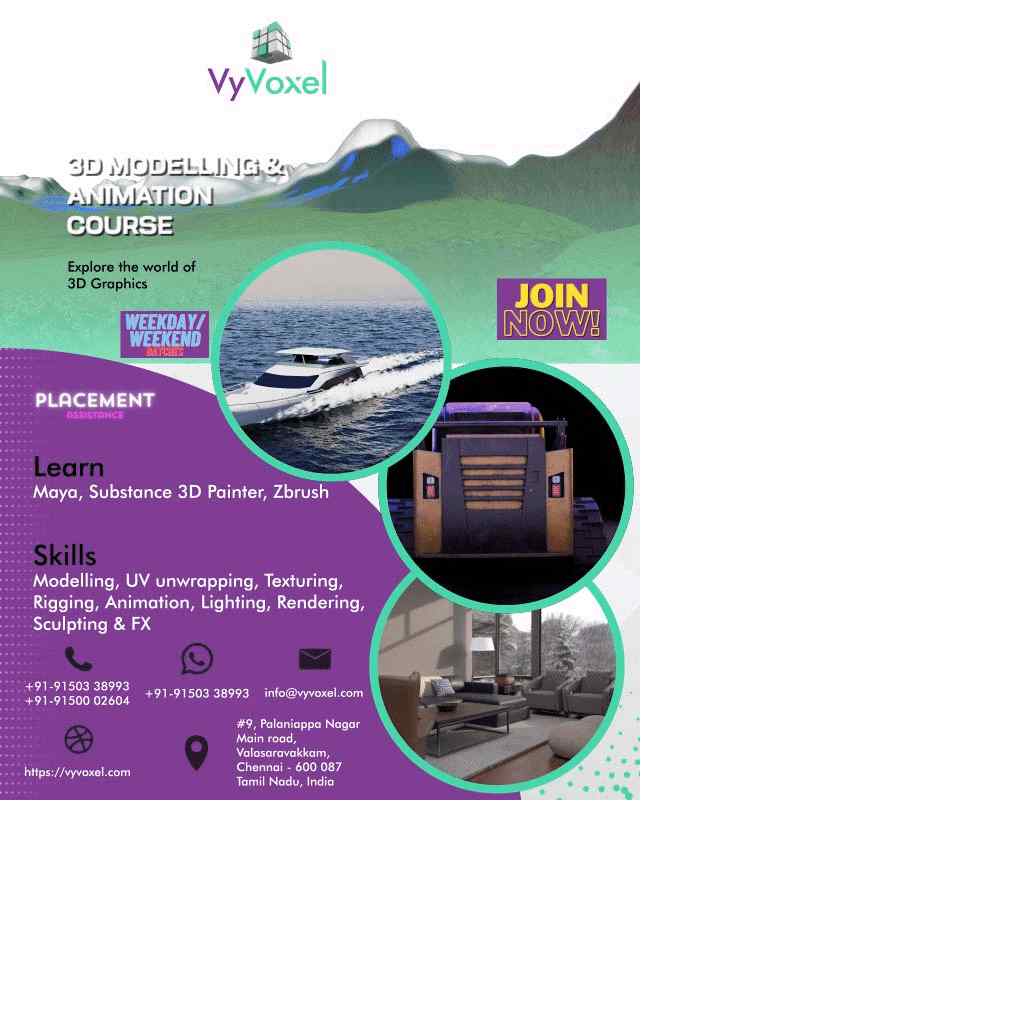 VyVoxel
3D MODELLING &
ANIMATION
COURSE
Explore the world of
3D Graphics
WEEKDAY/
WEEKEND
BATCHES
JOIN
NOW!
PLACEMENT
ASSISTANCE
Learn
Maya, Substance 3D Painter, Zbrush
Skills
Modelling, UV unwrapping, Texturing,
Rigging, Animation, Lighting, Rendering,
Sculpting & FX
+91-91503 38993
+91-91500 02604
+91-91503 38993
info@vyvoxel.com
https://vyvoxel.com
#9, Palaniappa Nagar
Main road,
Valasaravakkam,
Chennai - 600 087
Tamil Nadu, India